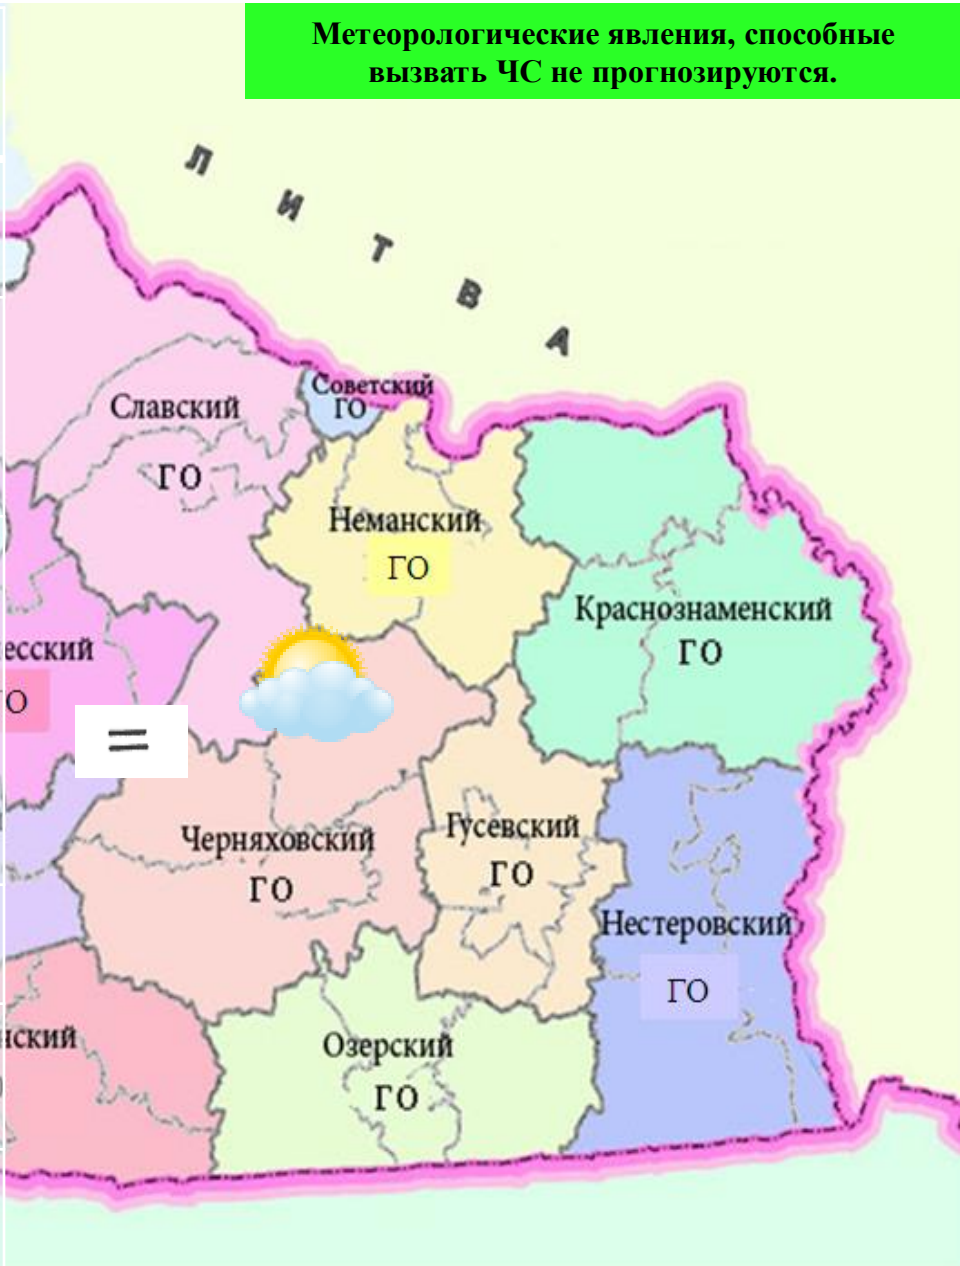 Метеорологические явления, способные
вызвать ЧС не прогнозируются.
ЛИТВА
Советский
ГО
Славский
ГО
Неманский
ГО
Краснознаменский
ГО
есский
О
=
Черняховский
ГО
Гусевский
ГО
Нестеровский
ГО
нский
Озерский
ГО